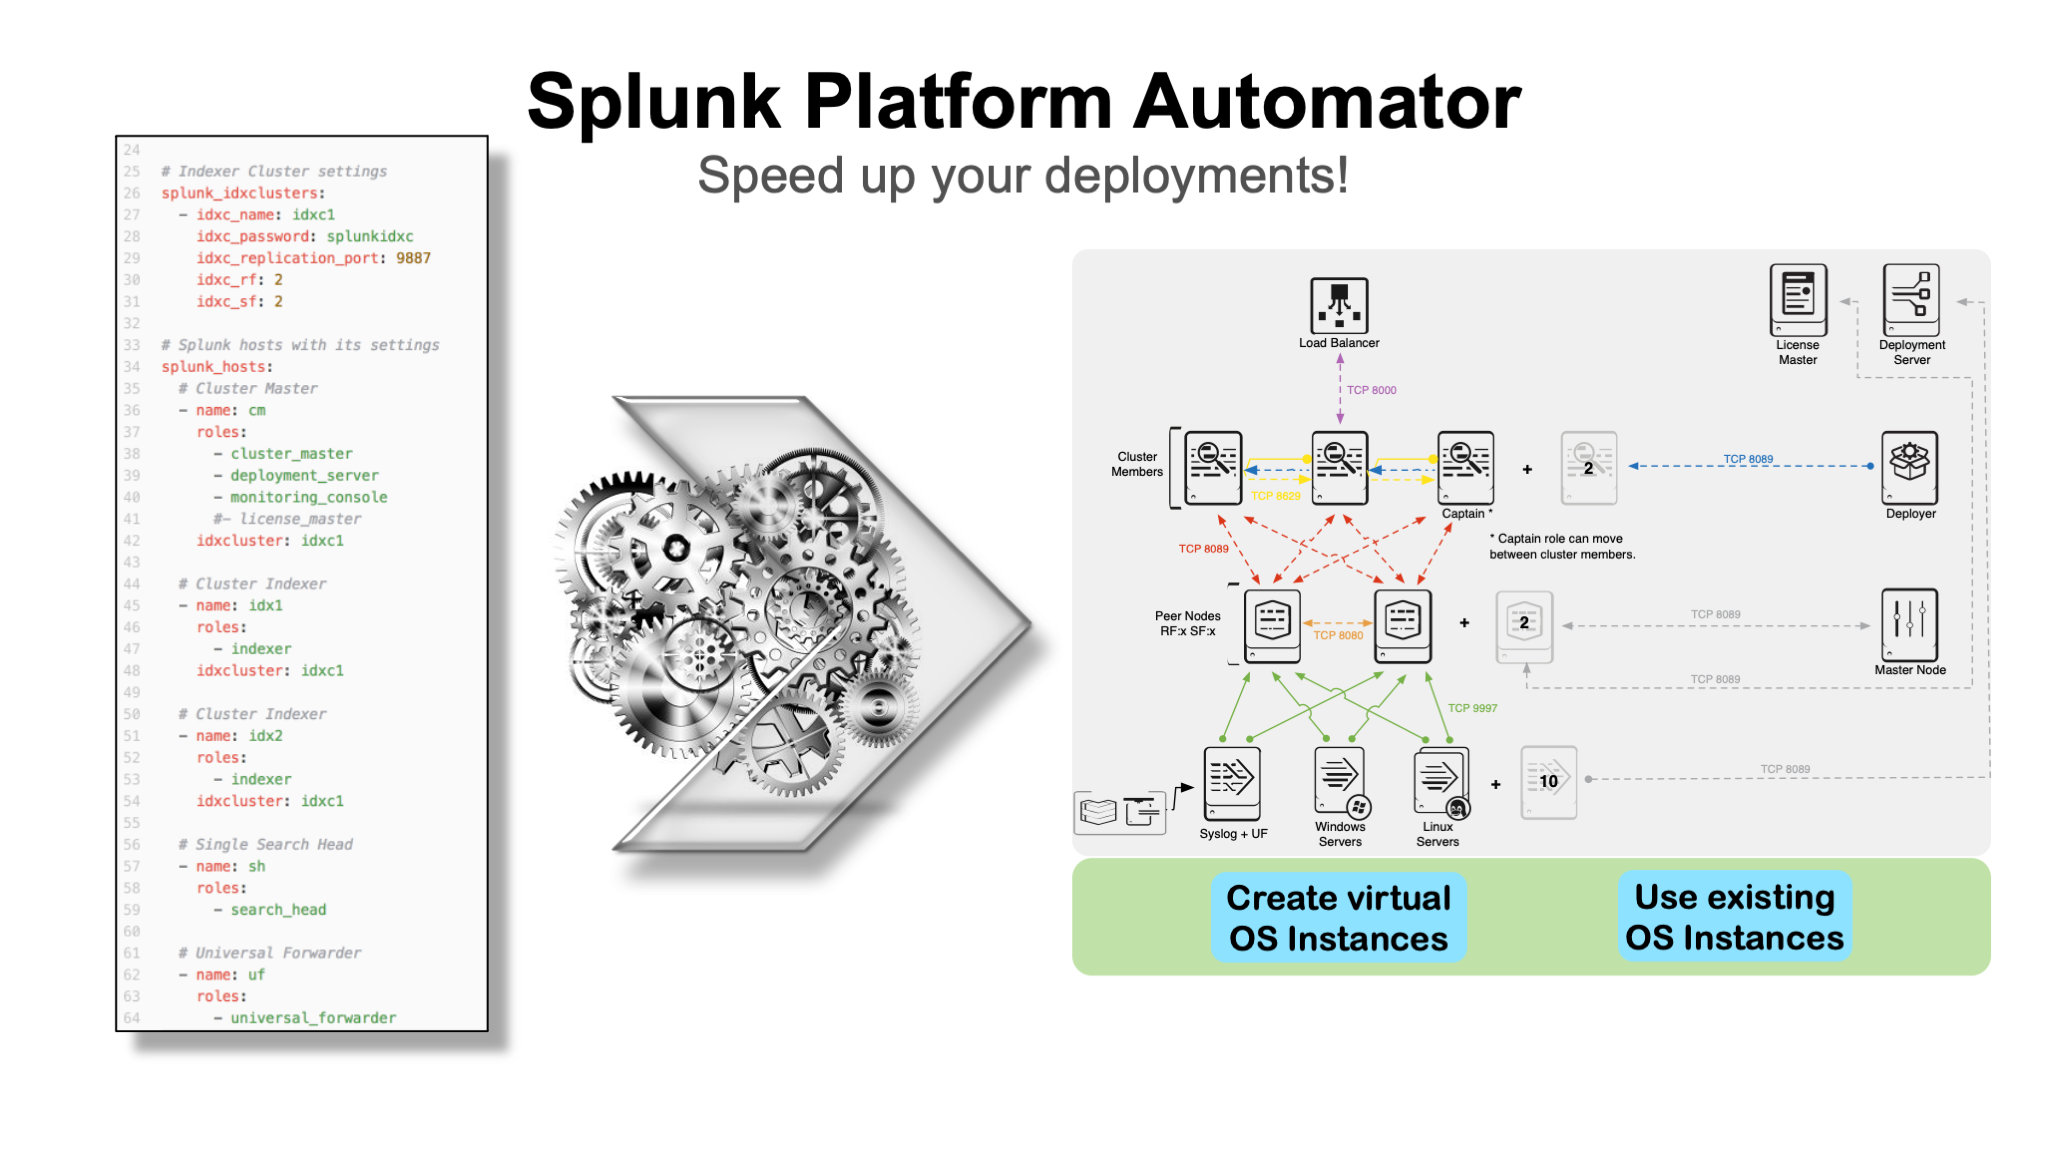 Splunk Platform Automator
Speed up your deployments!
24
25 # Indexer Cluster settings
26 splunk_idxclusters:
27 - idxc_name: idxc1
28 idxc_password: splunkidxc
29 idxc_replication_port: 9887
30 idxc_rf: 2
31 idxc_sf: 2
32
33 # Splunk hosts with its settings
34 splunk_hosts:
35 # Cluster Master
36 - name: cm
37 roles:
38 - cluster_master
39 - deployment_server
40 - monitoring_console
41 #- license_master
42 idxcluster: idxc1
43
44 # Cluster Indexer
45 - name: idx1
46 roles:
47 - indexer
48 idxcluster: idxc1
49
50 # Cluster Indexer
51 - name: idx2
52 roles:
53 - indexer
54 idxcluster: idxc1
55
56 # Single Search Head
57 - name: sh
58 roles:
59 - search_head
60
61 # Universal Forwarder
62 - name: uf
63 roles:
64 - universal_forwarder
Load Balancer
License
Master
Deployment
Server
TCP 8000
Cluster
Members
TCP 8629
Captain *
+
2
TCP 8089
Deployer
TCP 8089
* Captain role can move
between cluster members.
Peer Nodes
RF:x SF:x
TCP 8080
+
2
TCP 8089
Master Node
TCP 8089
TCP 9997
Syslog + UF
Windows
Servers
Linux
Servers
+
10
TCP 8089
Create virtual
OS Instances
Use existing
OS Instances